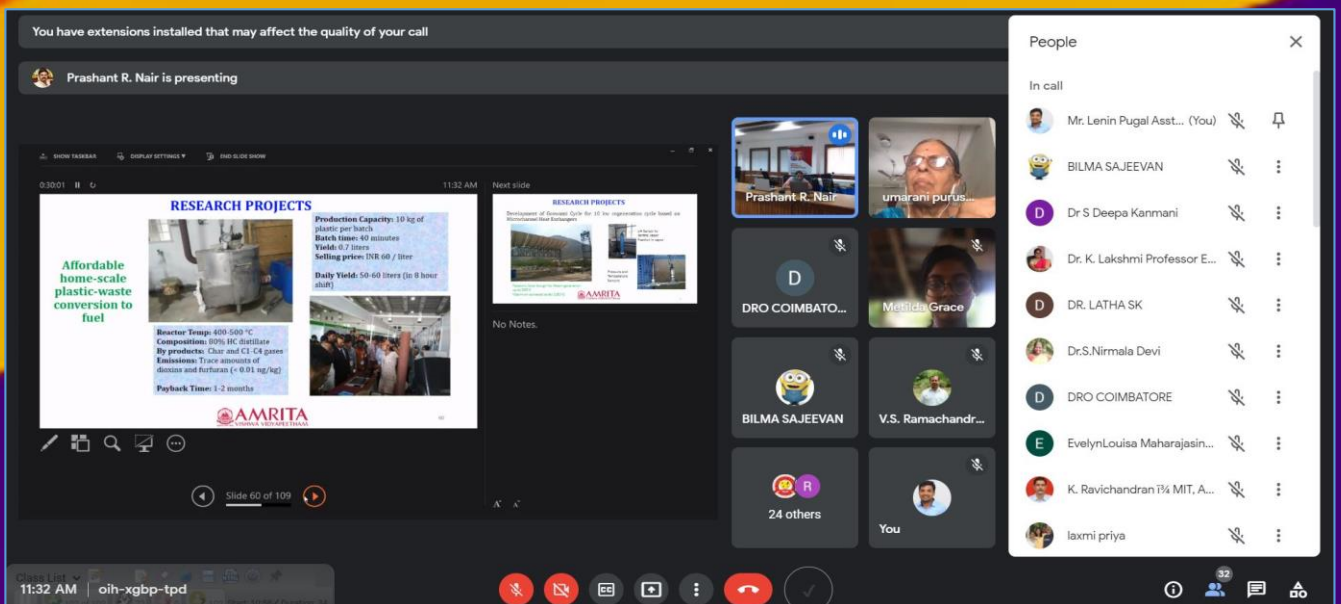 You have extensions installed that may affect the quality of your call
Prashant R. Nair is presenting
SHOW TASKBAR DISPLAY SETTINGS ▼ END SLIDE SHOW
0:30:01 11:32 AM
RESEARCH PROJECTS
Affordable
home-scale
plastic-waste
conversion to
fuel
Production Capacity: 10 kg of
plastic per batch
Batch time: 40 minutes
Yield: 0.7 liters
Selling price: INR 60 / liter
Daily Yield: 50-60 liters (in 8 hour
shift)
Reactor Temp: 400-500 °C
Composition: 80% HC distillate
By products: Char and C1-C4 gases
Emissions: Trace amounts of
dioxins and furfuran (< 0.01 ng/kg)
Payback Time: 1-2 months
AMRITA
VISHWA VIDYAPEETHAM
60
Slide 60 of 109
Next slide
RESEARCH PROJECTS
AMRITA
No Notes.
Prashant R. Nair
umarani purus...
D
DRO COIMBATO...
Metilda Grace
BILMA SAJEEVAN
V.S. Ramachandr...
R
24 others
You
People
In call
Mr. Lenin Pugal Asst... (You)
BILMA SAJEEVAN
D Dr S Deepa Kanmani
Dr. K. Lakshmi Professor E...
D DR. LATHA SK
Dr.S.Nirmala Devi
D DRO COIMBATORE
E EvelynLouisa Maharajasin...
K. Ravichandran ï¾ MIT, A...
laxmi priya
Class List
11:32 AM | oih-xgbp-tpd
CC
32